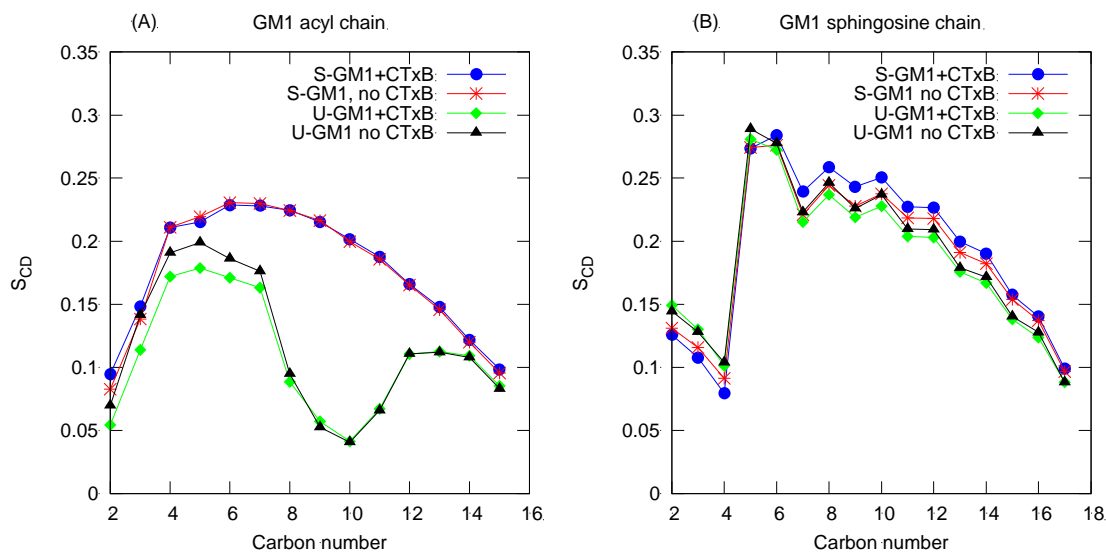 (A)
GM1 acyl chain
S-GM1+CTxB
S-GM1, no CTxB
U-GM1+CTxB
U-GM1 no CTxB
0.35
0.3
0.25
0.2
0.15
0.1
0.05
0
SCD
2 4 6 8 10 12 14 16
Carbon number
(B)
GM1 sphingosine chain
S-GM1+CTxB
S-GM1 no CTxB
U-GM1+CTxB
U-GM1 no CTxB
0.35
0.3
0.25
0.2
0.15
0.1
0.05
0
SCD
2 4 6 8 10 12 14 16 18
Carbon number